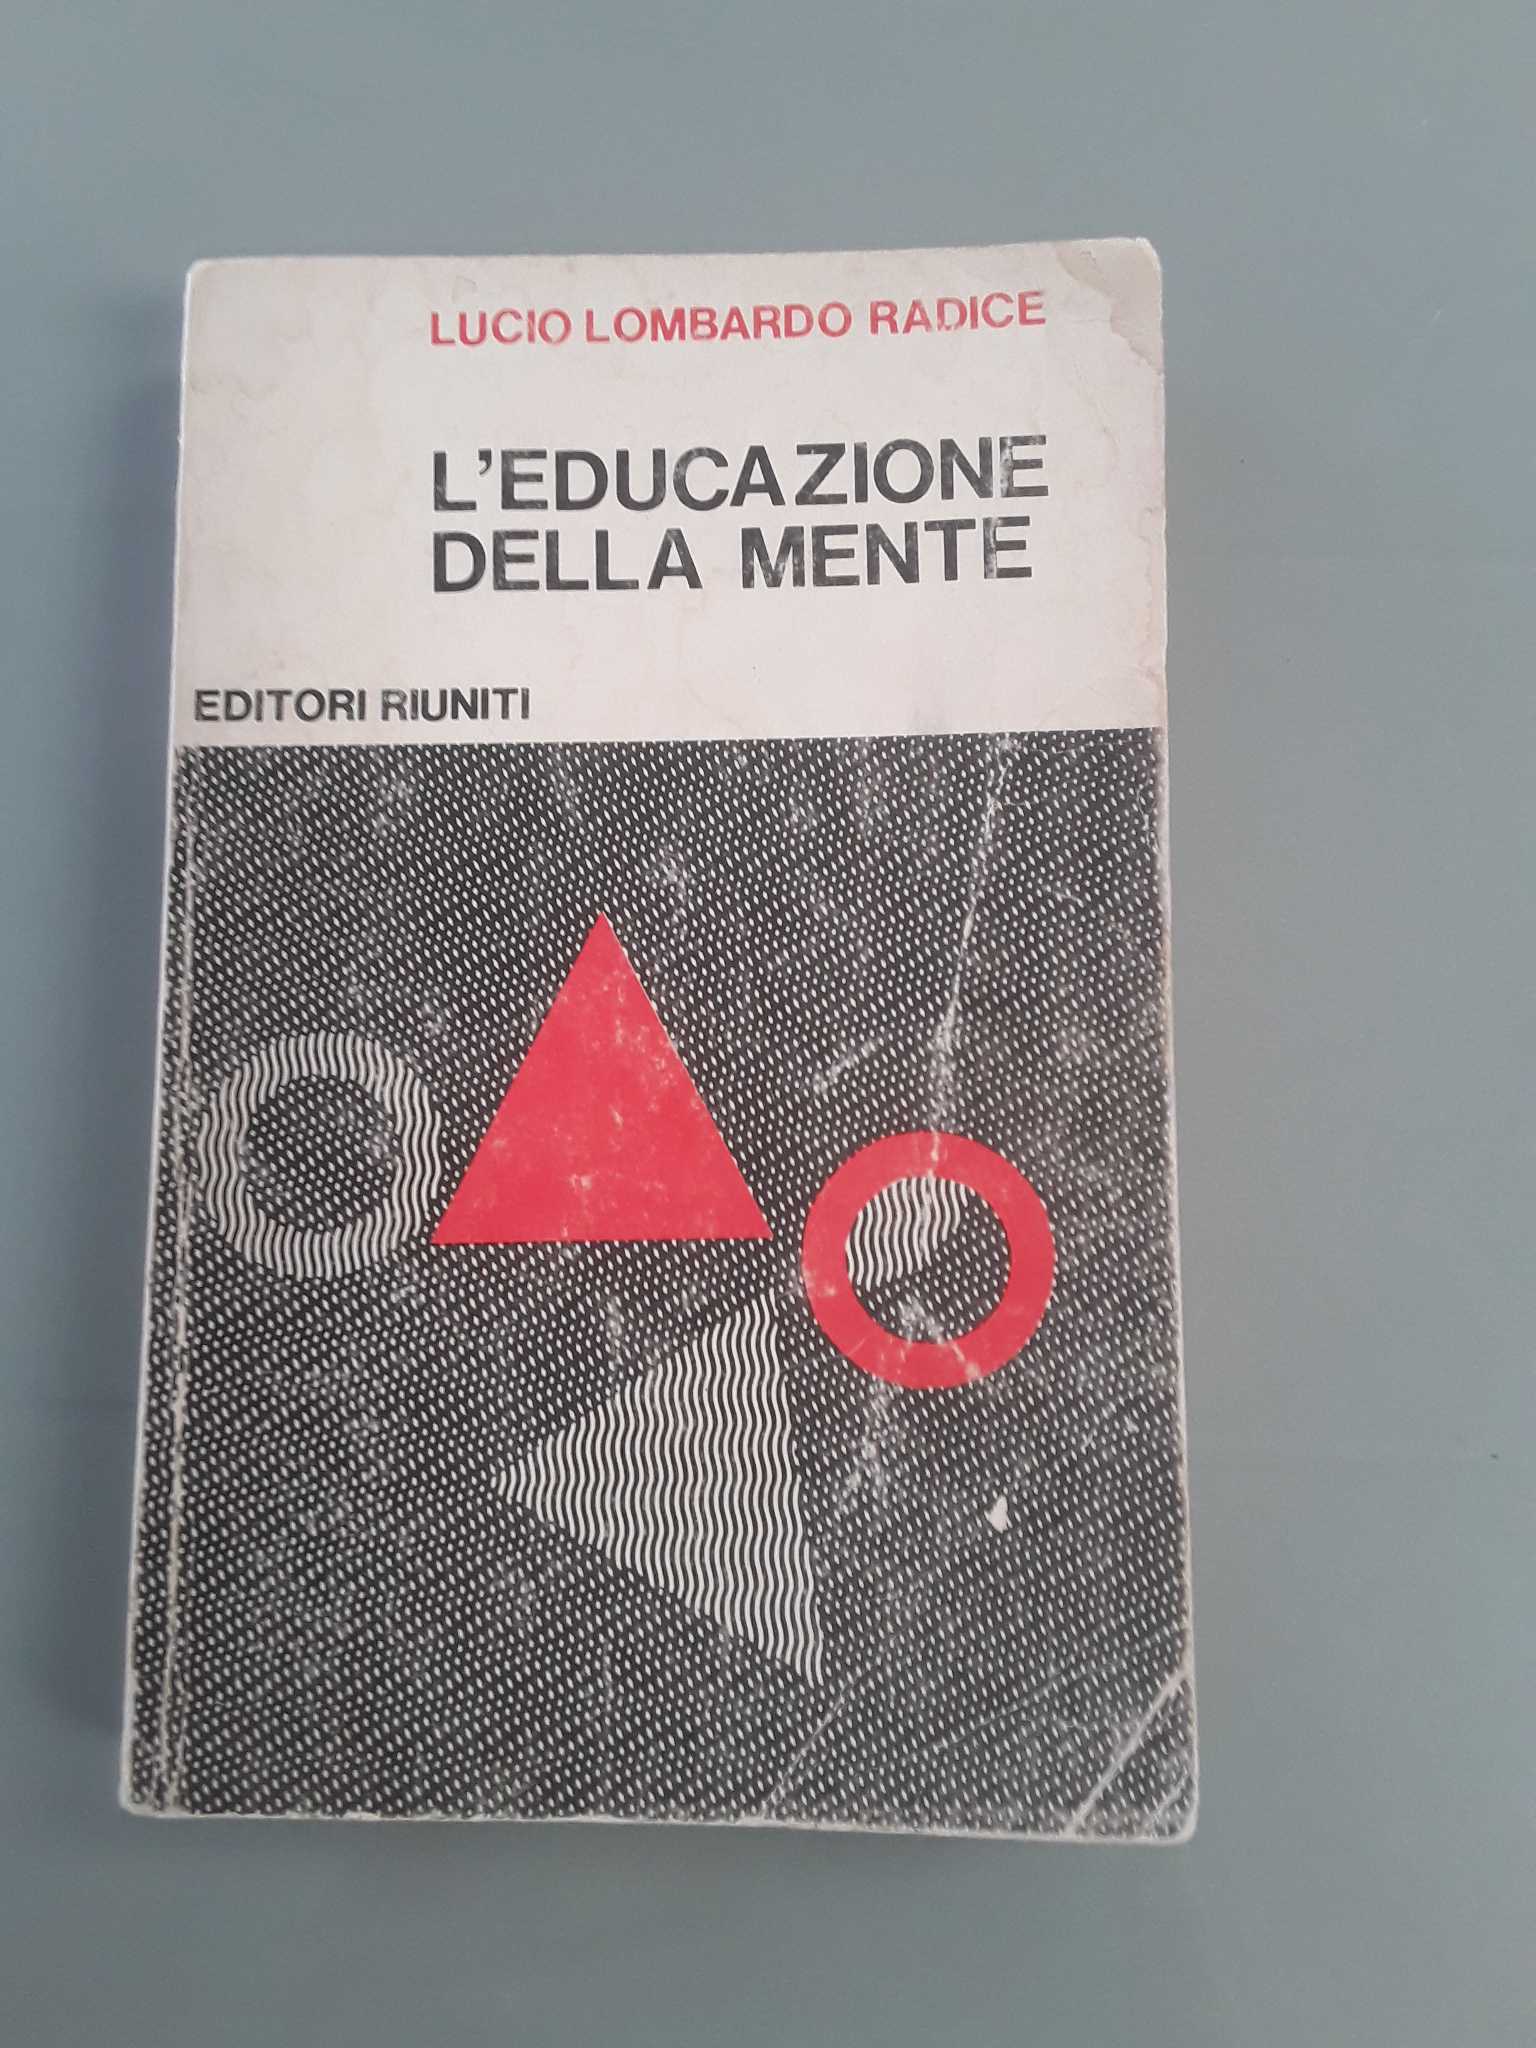 LUCIO LOMBARDO RADICE
L'EDUCAZIONE
DELLA MENTE
EDITORI RIUNITI